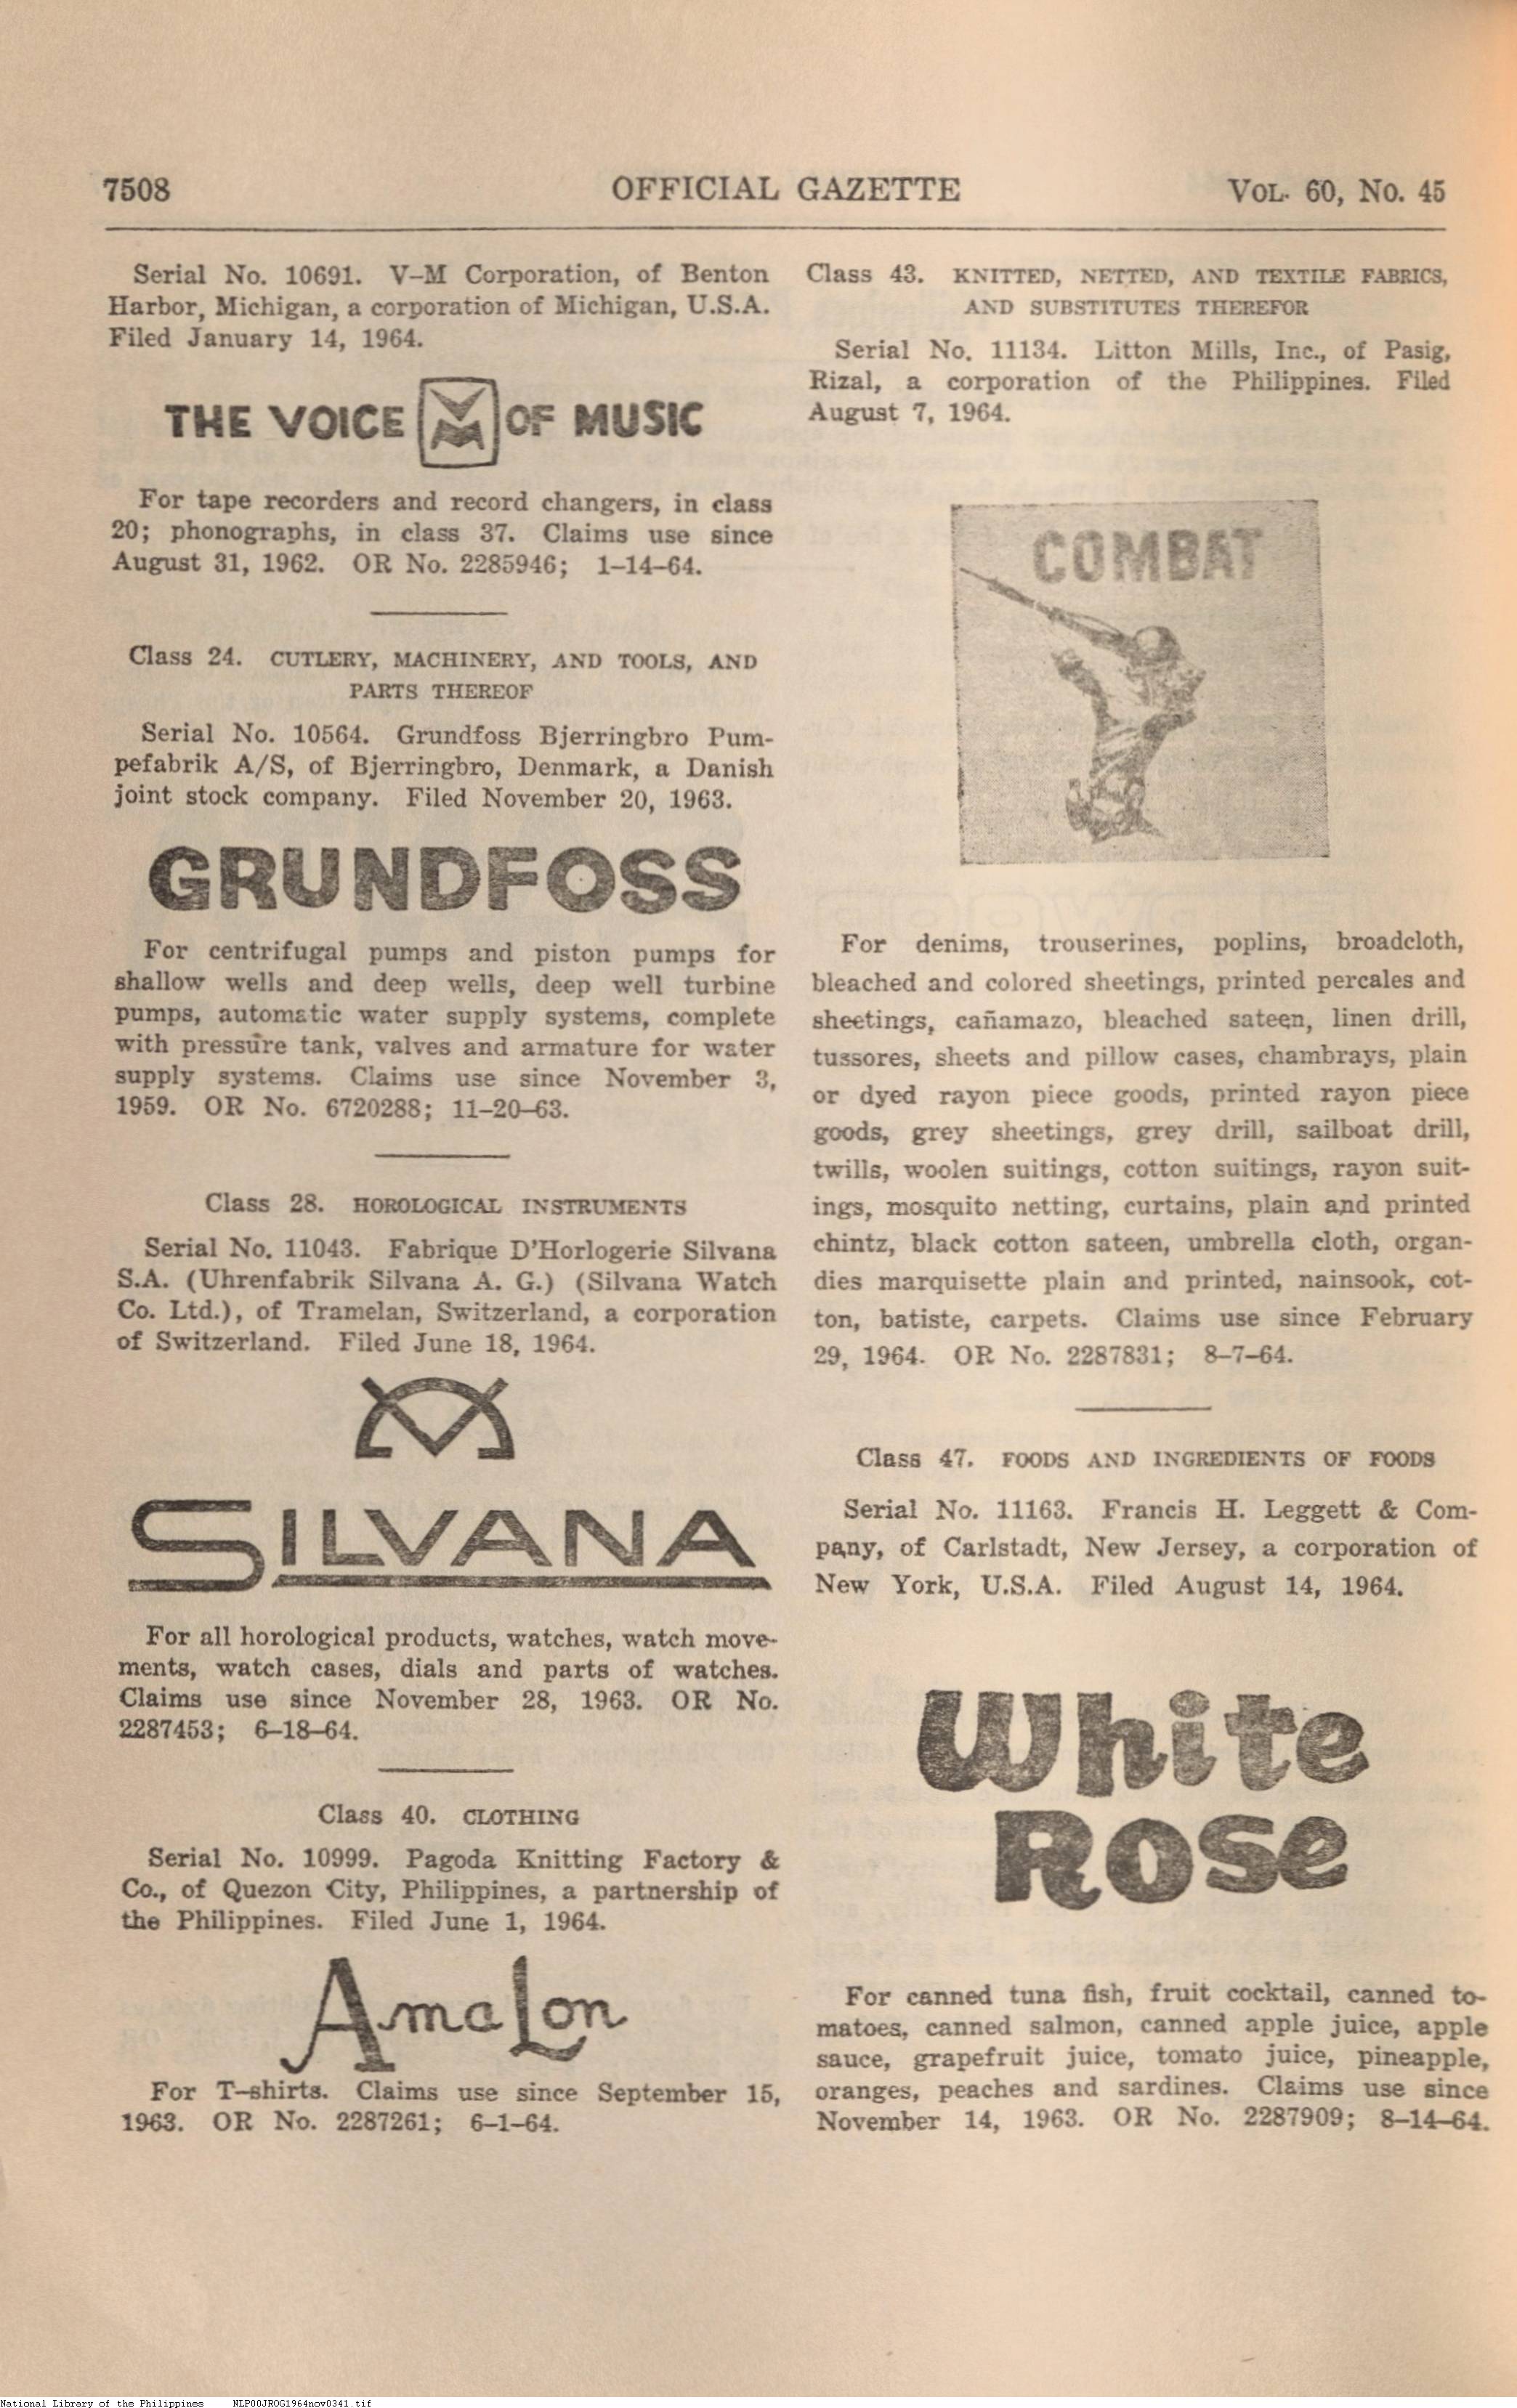 7508 OFFICIAL GAZETTE VOL. 60, NO. 45
Serial No. 10691. V–M Corporation, of Benton
Harbor, Michigan, a corporation of Michigan, U.S.A.
Filed January 14, 1964.
THE VOICE VM OF MUSIC
For tape recorders and record changers, in class
20; phonographs, in class 37. Claims use since
August 31, 1962. OR No. 2285946; 1–14–64.
Class 24. CUTLERY, MACHINERY, AND TOOLS, AND
PARTS THEREOF
Serial No. 10564. Grundfoss Bjerringbro Pum-
pefabrik A/S, of Bjerringbro, Denmark, a Danish
joint stock company. Filed November 20, 1963.
GRUNDFOSS
For centrifugal pumps and piston pumps for
shallow wells and deep wells, deep well turbine
pumps, automatic water supply systems, complete
with pressure tank, valves and armature for water
supply systems. Claims use since November 3,
1959. OR No. 6720288; 11–20–63.
Class 28. HOROLOGICAL INSTRUMENTS
Serial No. 11043. Fabrique D'Horlogerie Silvana
S.A. (Uhrenfabrik Silvana A. G.) (Silvana Watch
Co. Ltd.), of Tramelan, Switzerland, a corporation
of Switzerland. Filed June 18, 1964.
SILVANA
For all horological products, watches, watch move-
ments, watch cases, dials and parts of watches.
Claims use since November 28, 1963. OR No.
2287453; 6–18–64.
Class 40. CLOTHING
Serial No. 10999. Pagoda Knitting Factory &
Co., of Quezon City, Philippines, a partnership of
the Philippines. Filed June 1, 1964.
AmaLon
For T–shirts. Claims use since September 15,
1963. OR No. 2287261; 6–1–64.
Class 43. KNITTED, NETTED, AND TEXTILE FABRICS,
AND SUBSTITUTES THEREFOR
Serial No. 11134. Litton Mills, Inc., of Pasig,
Rizal, a corporation of the Philippines. Filed
August 7, 1964.
COMBAT
For denims, trouserines, poplins, broadcloth,
bleached and colored sheetings, printed percales and
sheetings, cañamazo, bleached sateen, linen drill,
tussores, sheets and pillow cases, chambrays, plain
or dyed rayon piece goods, printed rayon piece
goods, grey sheetings, grey drill, sailboat drill,
twills, woolen suitings, cotton suitings, rayon suit-
ings, mosquito netting, curtains, plain and printed
chintz, black cotton sateen, umbrella cloth, organ-
dies marquisette plain and printed, nainsook, cot-
ton, batiste, carpets. Claims use since February
29, 1964. OR No. 2287831; 8–7–64.
Class 47. FOODS AND INGREDIENTS OF FOODS
Serial No. 11163. Francis H. Leggett & Com-
pany, of Carlstadt, New Jersey, a corporation of
New York, U.S.A. Filed August 14, 1964.
White
ROSe
For canned tuna fish, fruit cocktail, canned to-
matoes, canned salmon, canned apple juice, apple
sauce, grapefruit juice, tomato juice, pineapple,
oranges, peaches and sardines. Claims use since
November 14, 1963. OR No. 2287909; 8–14–64.
National Library of the Philippines NLP00JROG1964nov0341.tif